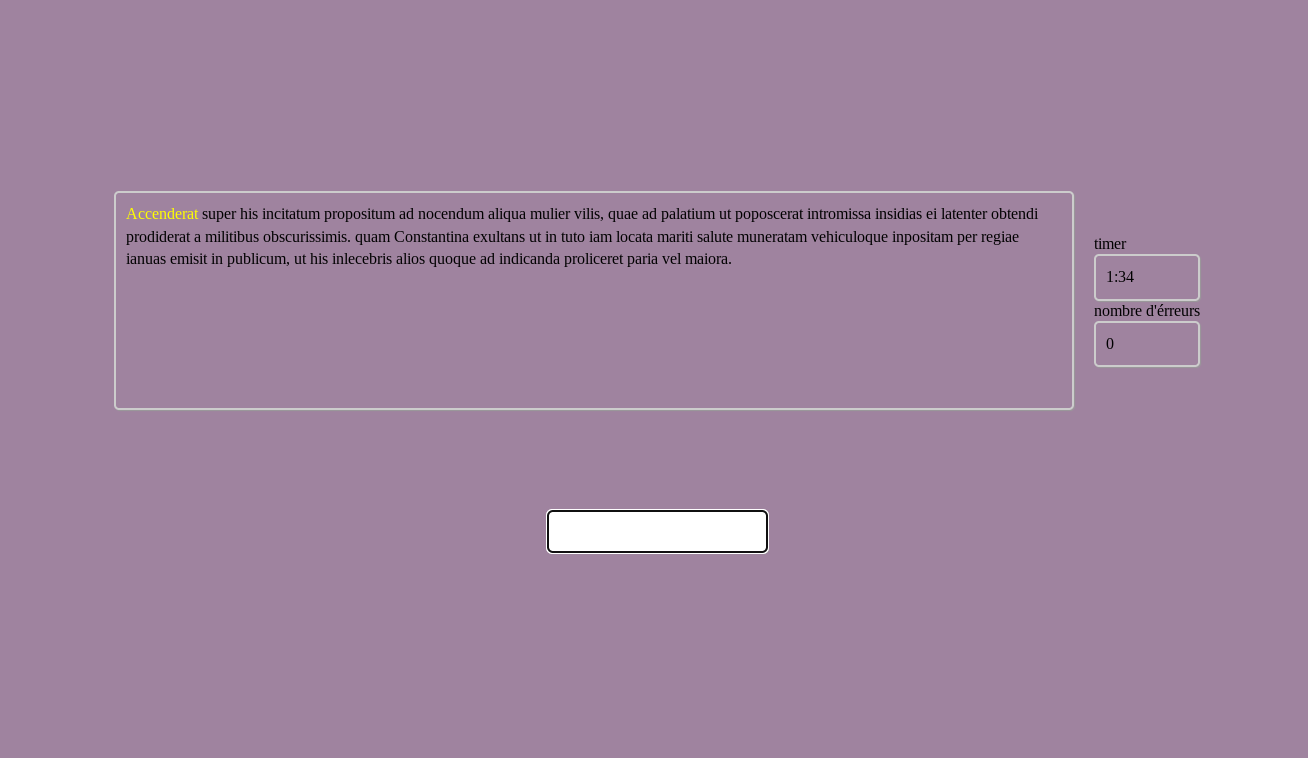 Accenderat super his incitatum propositum ad nocendum aliqua mulier vilis, quae ad palatium ut poposcerat intromissa insidias ei latenter obtendi
prodiderat a militibus obscurissimis. quam Constantina exultans ut in tuto iam locata mariti salute muneratam vehiculoque inpositam per regiae
ianuas emisit in publicum, ut his inlecebris alios quoque ad indicanda proliceret paria vel maiora.
timer
1:34
nombre d'érreurs
0